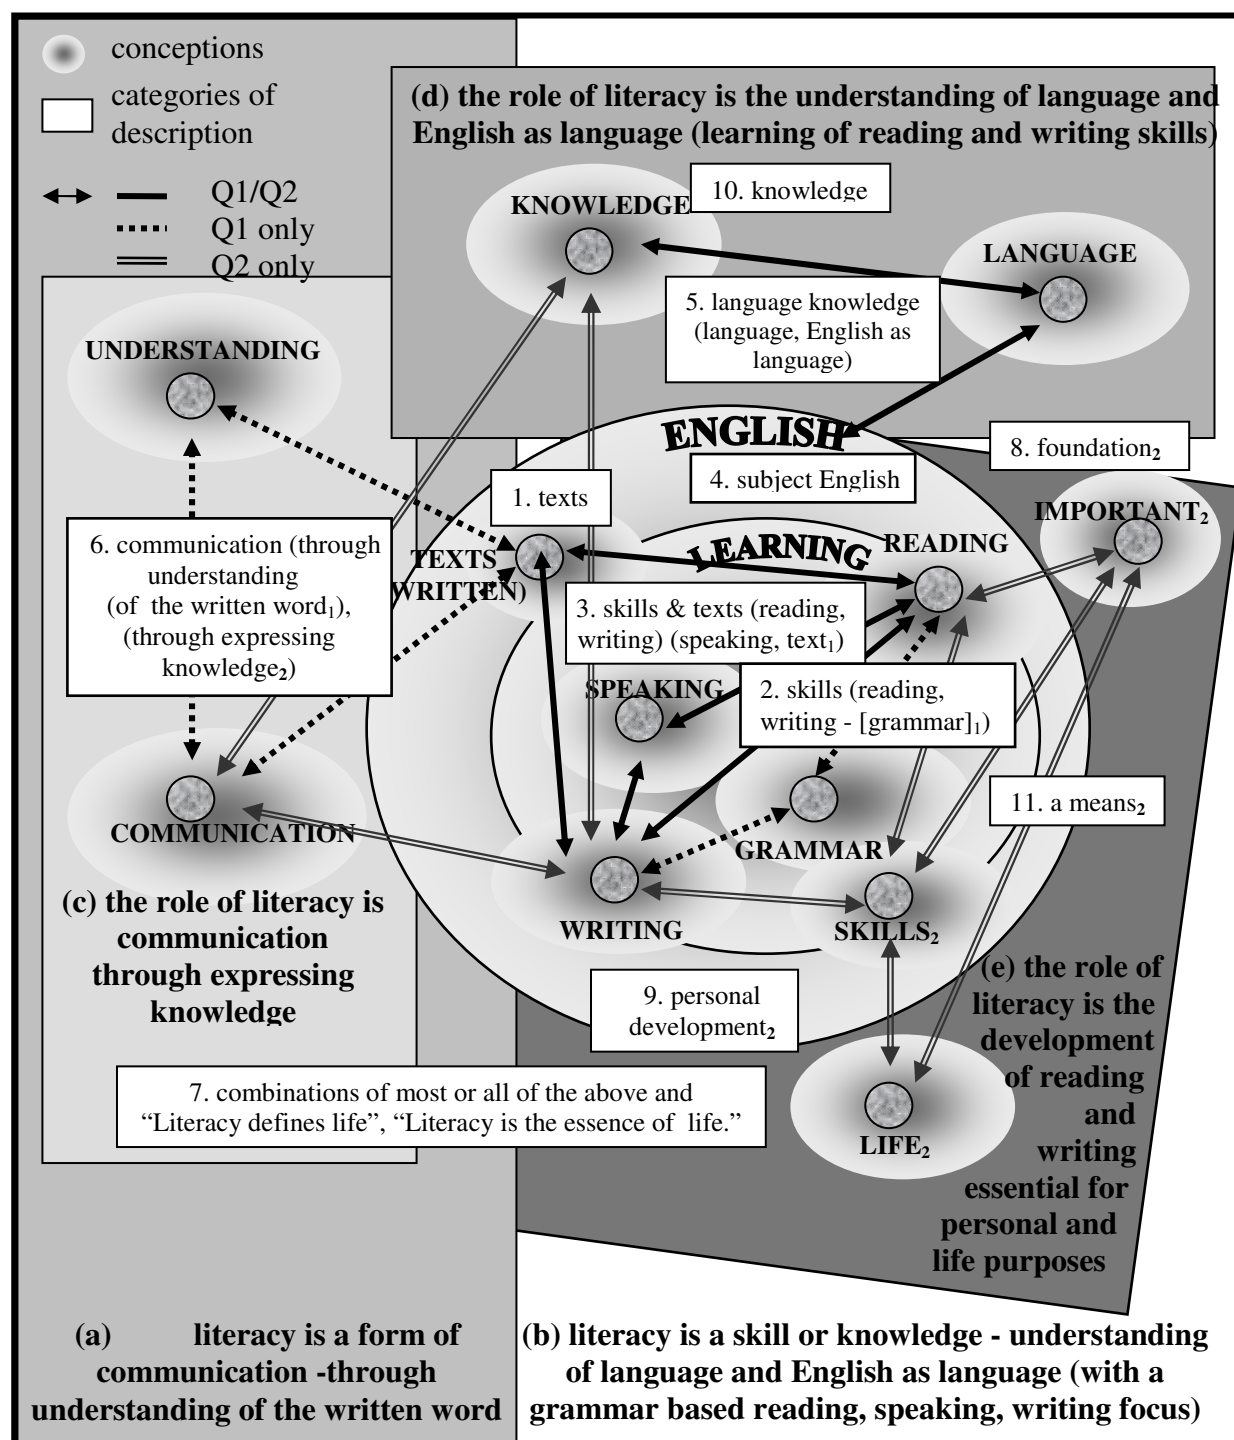 conceptions
categories of
description
Q1/Q2
Q1 only
Q2 only
(d) the role of literacy is the understanding of language and
English as language (learning of reading and writing skills)
10. knowledge
KNOWLEDGE
LANGUAGE
5. language knowledge
(language, English as
language)
UNDERSTANDING
ENGLISH
8. foundation₂
4. subject English
1. texts
IMPORTANT₂
6. communication (through
understanding
(of the written word₁),
(through expressing
knowledge₂)
TEXTS
WRITTEN)
LEARNING
READING
3. skills & texts (reading,
writing) (speaking, text₁)
SPEAKING
2. skills (reading,
writing - [grammar]₁)
11. a means₂
COMMUNICATION
GRAMMAR
WRITING
SKILLS₂
(c) the role of literacy is
communication
through expressing
knowledge
9. personal
development₂
(e) the role of
literacy is the
development
of reading
and
writing
essential for
personal and
life purposes
7. combinations of most or all of the above and
“Literacy defines life”, “Literacy is the essence of life.”
LIFE₂
(a) literacy is a form of
communication -through
understanding of the written word
(b) literacy is a skill or knowledge - understanding
of language and English as language (with a
grammar based reading, speaking, writing focus)